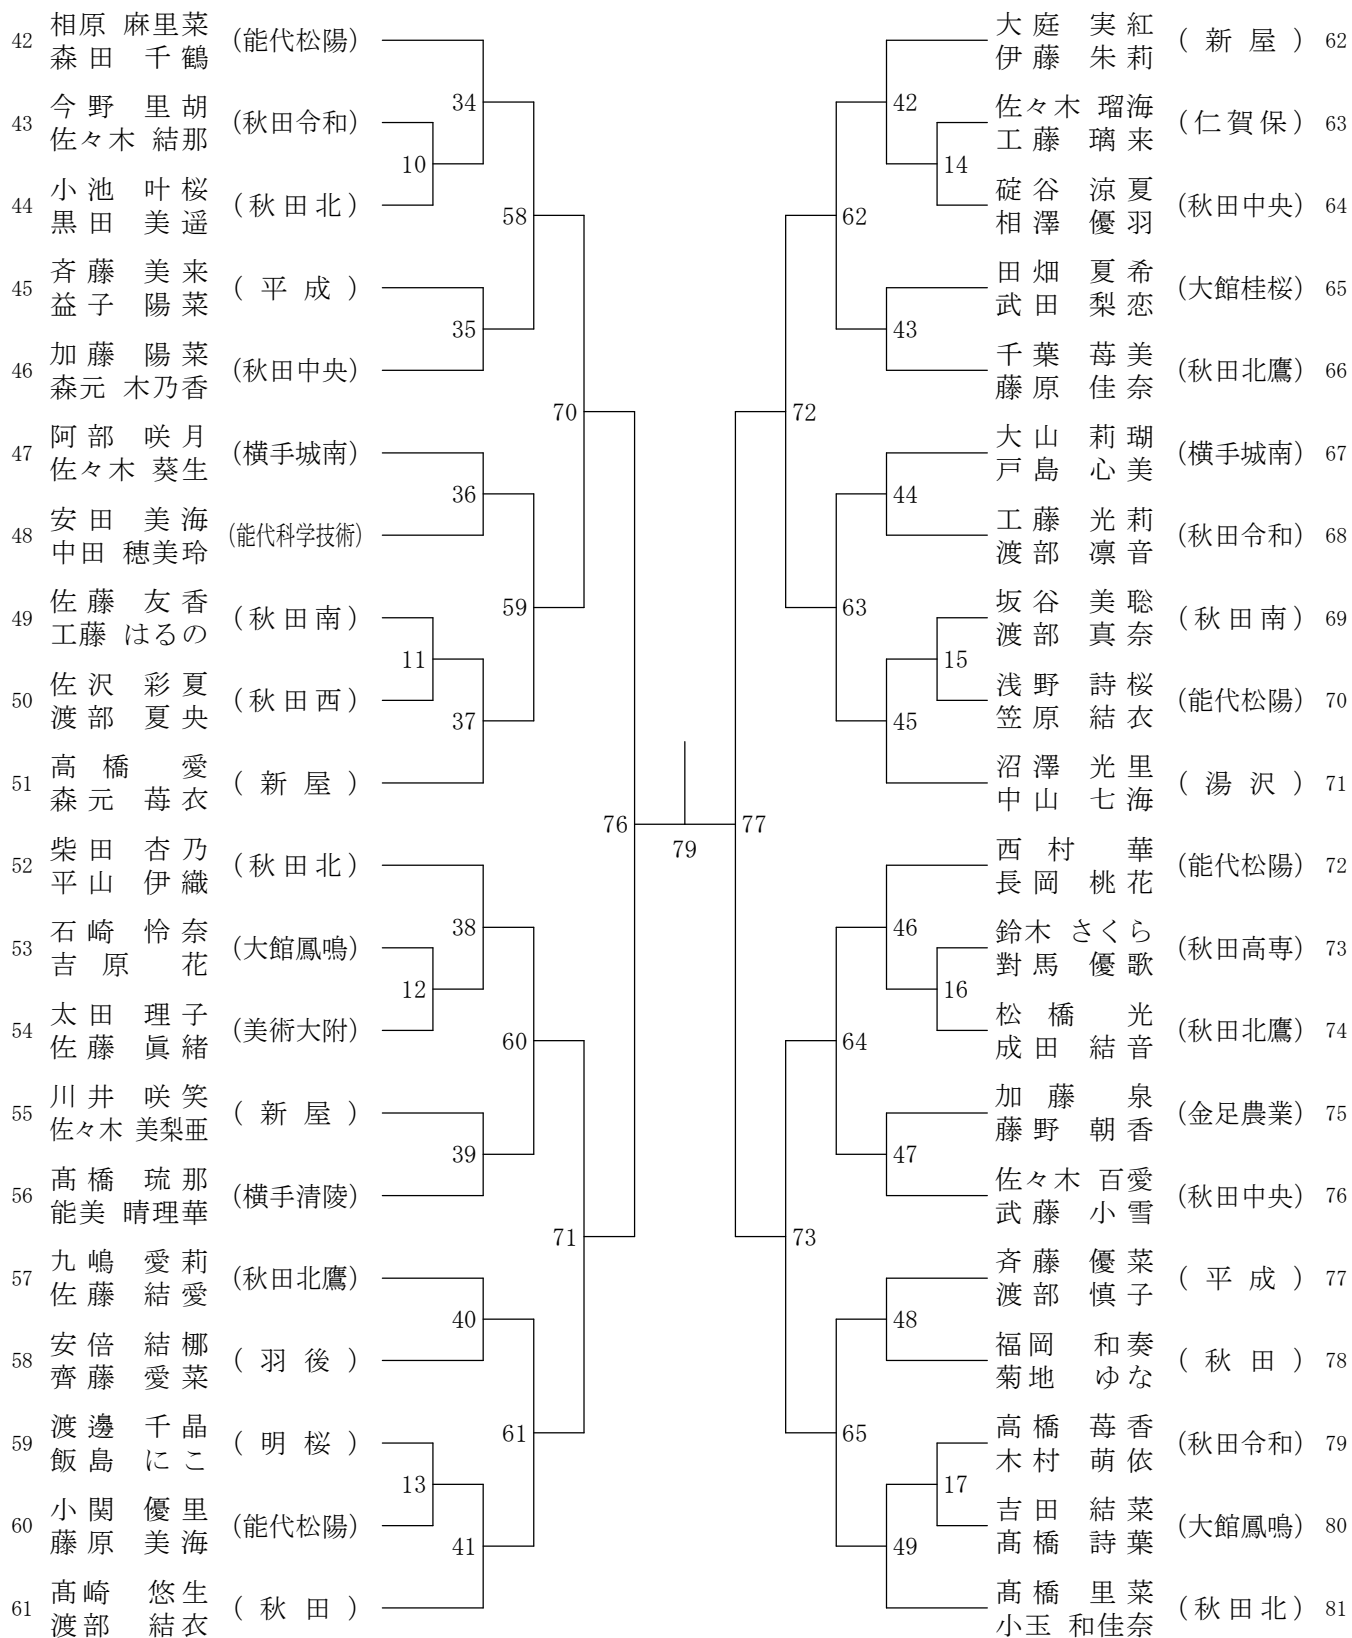 42 相原 麻里菜 (能代松陽)
森田 千鶴
34
43 今野 里胡 (秋田令和)
佐々木 結那
10
44 小池 叶桜 (秋田北)
黒田 美遥
58
45 斉藤 美来 (平成)
益子 陽菜
35
46 加藤 陽菜 (秋田中央)
森元 木乃香
70
47 阿部 咲月 (横手城南)
佐々木 葵生
36
48 安田 美海 (能代科学技術)
中田 穂美玲
59
49 佐藤 友香 (秋田南)
工藤 はるの
11
50 佐沢 彩夏 (秋田西)
渡部 夏央
37
51 高橋 愛 (新屋)
森元 苺衣
76
52 柴田 杏乃 (秋田北)
平山 伊織
38
53 石崎 怜奈 (大館鳳鳴)
吉原 花
12
54 太田 理子 (美術大附)
佐藤 眞緒
60
55 川井 咲笑 (新屋)
佐々木 美梨亜
39
56 髙橋 琉那 (横手清陵)
能美 晴理華
71
57 九嶋 愛莉 (秋田北鷹)
佐藤 結愛
40
58 安倍 結梛 (羽後)
齊藤 愛菜
61
59 渡邊 千晶 (明桜)
飯島 にこ
13
60 小関 優里 (能代松陽)
藤原 美海
41
61 髙崎 悠生 (秋田)
渡部 結衣
79
大庭 実紅 (新屋) 62
伊藤 朱莉
42
佐々木 瑠海 (仁賀保) 63
工藤 璃来
14
碇谷 涼夏 (秋田中央) 64
相澤 優羽
62
田畑 夏希 (大館桂桜) 65
武田 梨恋
43
千葉 苺美 (秋田北鷹) 66
藤原 佳奈
72
大山 莉瑚 (横手城南) 67
戸島 心美
44
工藤 光莉 (秋田令和) 68
渡部 凛音
63
坂谷 美聡 (秋田南) 69
渡部 真奈
15
浅野 詩桜 (能代松陽) 70
笠原 結衣
45
沼澤 光里 (湯沢) 71
中山 七海
77
西村 華 (能代松陽) 72
長岡 桃花
46
鈴木 さくら (秋田高専) 73
對馬 優歌
16
松橋 光 (秋田北鷹) 74
成田 結音
64
加藤 泉 (金足農業) 75
藤野 朝香
47
佐々木 百愛 (秋田中央) 76
武藤 小雪
73
斉藤 優菜 (平成) 77
渡部 慎子
48
福岡 和奏 (秋田) 78
菊地 ゆな
65
高橋 苺香 (秋田令和) 79
木村 萌依
17
吉田 結菜 (大館鳳鳴) 80
髙橋 詩葉
49
髙橋 里菜 (秋田北) 81
小玉 和佳奈